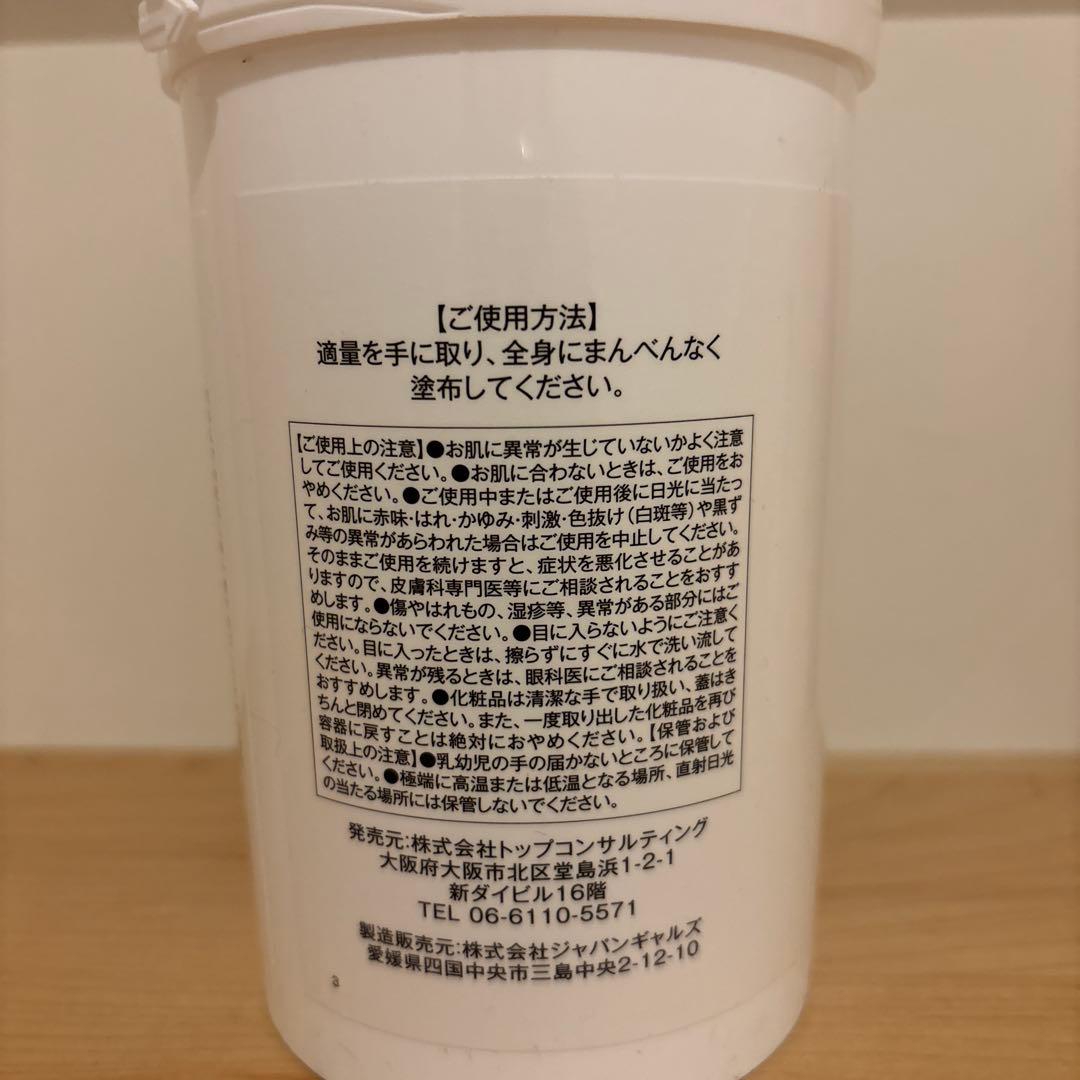 【ご使用方法】
適量を手に取り、全身にまんべんなく
塗布してください。
【ご使用上の注意】●お肌に異常が生じていないかよく注意
してご使用ください。●お肌に合わないときは、ご使用をお
やめください。●ご使用中またはご使用後に日光に当たっ
て、お肌に赤味・はれ・かゆみ・刺激・色抜け（白斑等）や黒ず
み等の異常があらわれた場合はご使用を中止してください。
そのままご使用を続けますと、症状を悪化させることがあ
りますので、皮膚科専門医等にご相談されることをおすす
めします。●傷やはれもの、湿疹等、異常がある部分にはご
使用にならないでください。●目に入らないようにご注意く
ださい。目に入ったときは、擦らずにすぐに水で洗い流して
ください。異常が残るときは、眼科医にご相談されることを
おすすめします。●化粧品は清潔な手で取り扱い、蓋はき
ちんと閉めてください。また、一度取り出した化粧品を再び
容器に戻すことは絶対におやめください。【保管および
取扱上の注意】●乳幼児の手の届かないところに保管して
ください。●極端に高温または低温となる場所、直射日光
の当たる場所には保管しないでください。
発売元:株式会社トップコンサルティング
大阪府大阪市北区堂島浜1-2-1
新ダイビル16階
TEL 06-6110-5571
製造販売元:株式会社ジャパンギャルズ
愛媛県四国中央市三島中央2-12-10
3